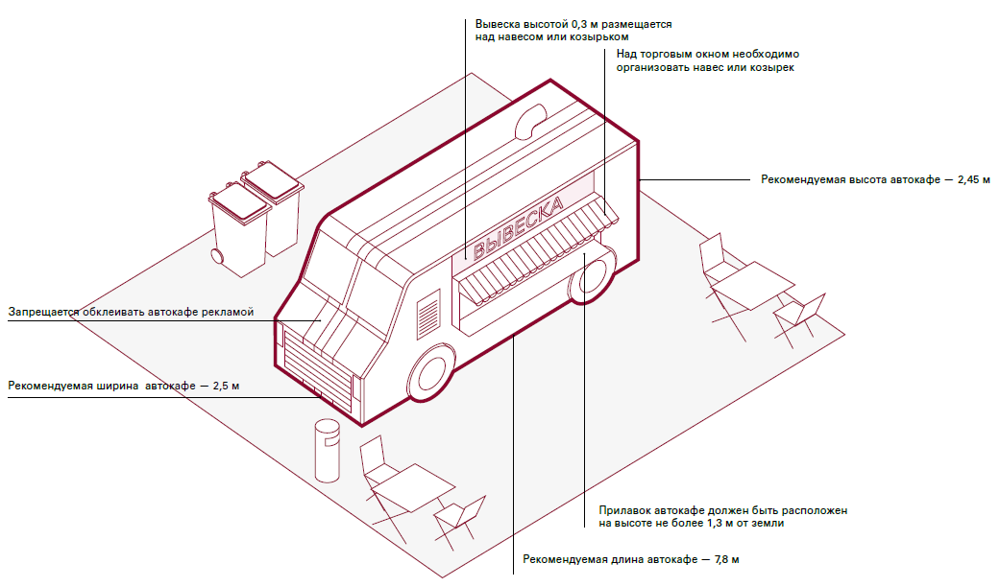 Вывеска высотой 0,3 м размещается
над навесом или козырьком
Над торговым окном необходимо
организовать навес или козырек
Рекомендуемая высота автокафе — 2,45 м
ВЫВЕСКА
Запрещается обклеивать автокафе рекламой
Рекомендуемая ширина автокафе — 2,5 м
Прилавок автокафе должен быть расположен
на высоте не более 1,3 м от земли
Рекомендуемая длина автокафе — 7,8 м